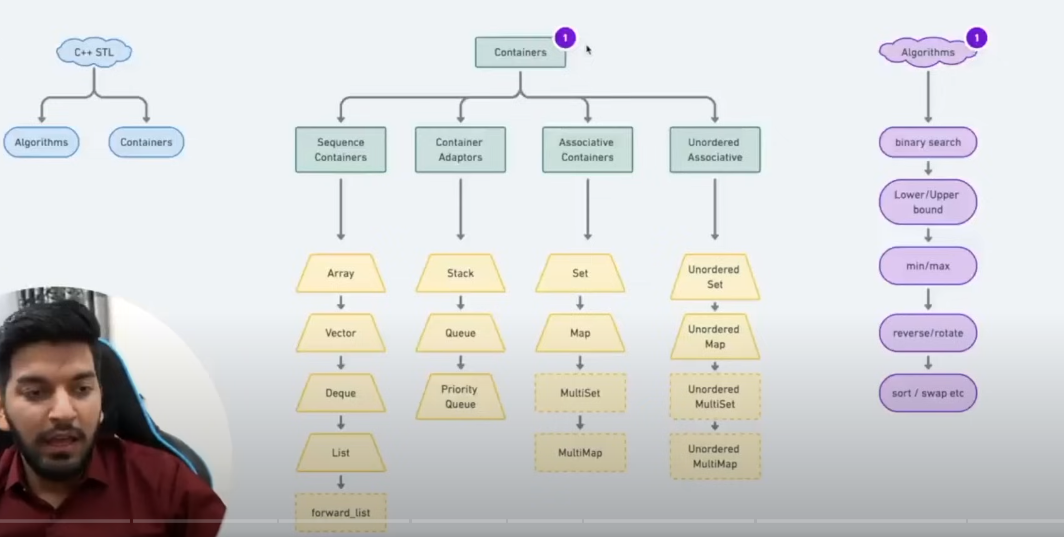 C++ STL
Algorithms
Containers
Containers
1
Sequence
Containers
Container
Adaptors
Associative
Containers
Unordered
Associative
Array
Vector
Deque
List
forward_list
Stack
Queue
Priority
Queue
Set
Map
MultiSet
MultiMap
Unordered
Set
Unordered
Map
Unordered
MultiSet
Unordered
MultiMap
Algorithms
1
binary search
Lower/Upper
bound
min/max
reverse/rotate
sort / swap etc